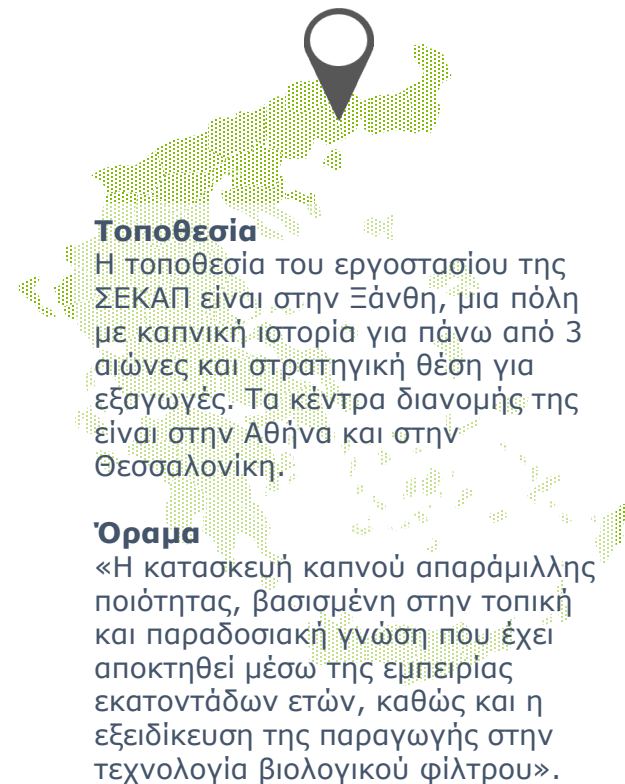 Τοποθεσία
Η τοποθεσία του εργοστασίου της
ΣΕΚΑΠ είναι στην Ξάνθη, μια πόλη
με καπνική ιστορία για πάνω από 3
αιώνες και στρατηγική θέση για
εξαγωγές. Τα κέντρα διανομής της
είναι στην Αθήνα και στην
Θεσσαλονίκη.
Όραμα
«Η κατασκευή καπνού απαράμιλλης
ποιότητας, βασισμένη στην τοπική
και παραδοσιακή γνώση που έχει
αποκτηθεί μέσω της εμπειρίας
εκατοντάδων ετών, καθώς και η
εξειδίκευση της παραγωγής στην
τεχνολογία βιολογικού φίλτρου».